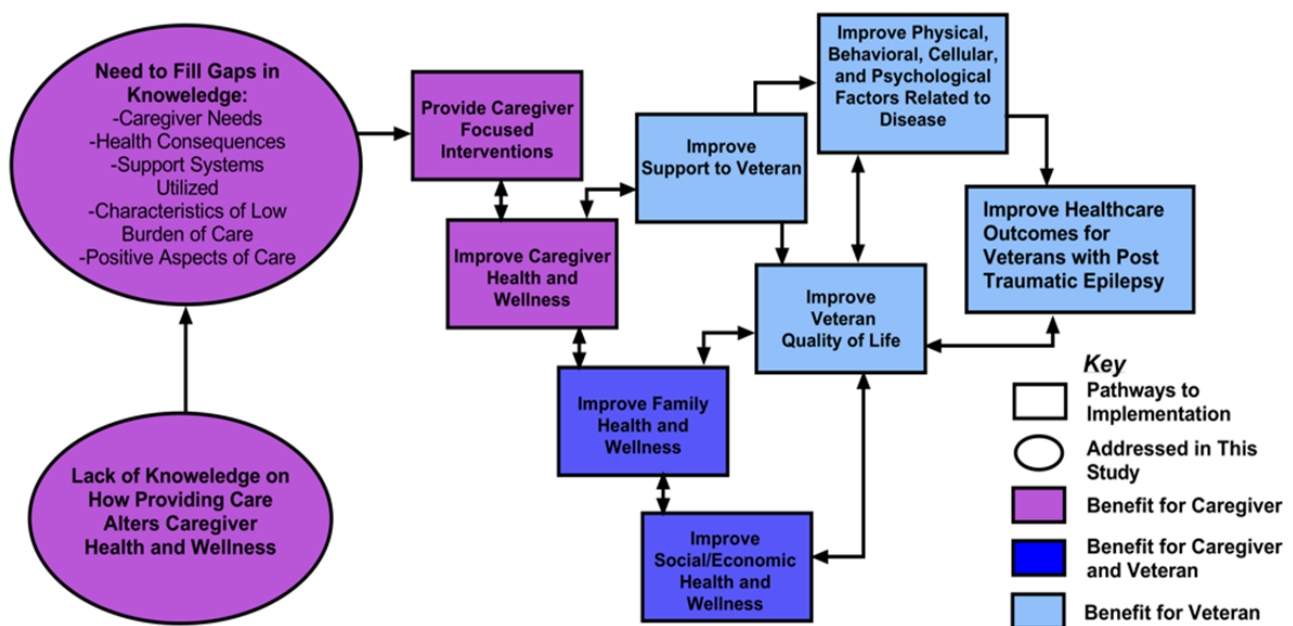 Need to Fill Gaps in
Knoweledge:
-Caregiver Needs
-Health Consequences
-Support Systems
Utilized
-Characteristics of Low
Burden of Care
-Positive Aspects of Care
Lack of Knoweledge on
How Providing Care
Alters Caregiver
Health and Wellness
Provide Caregiver
Focused
Interventions
Improve Caregiver
Health and
Wellness
Improve Family
Health and
Wellness
Improve
Social/Economic
Health and
Wellness
Improve
Support to Veteran
Improve Physical,
Behavioral, Cellular,
and Psychological
Factors Related to
Disease
Improve
Veteran
Quality of Life
Improve Healthcare
Outcomes for
Veterans with Post
Traumatic Epilepsy
Key
Pathways to
Implementation
Addressed in This
Study
Benefit for Caregiver
Benefit for Caregiver
and Veteran
Benefit for Veteran